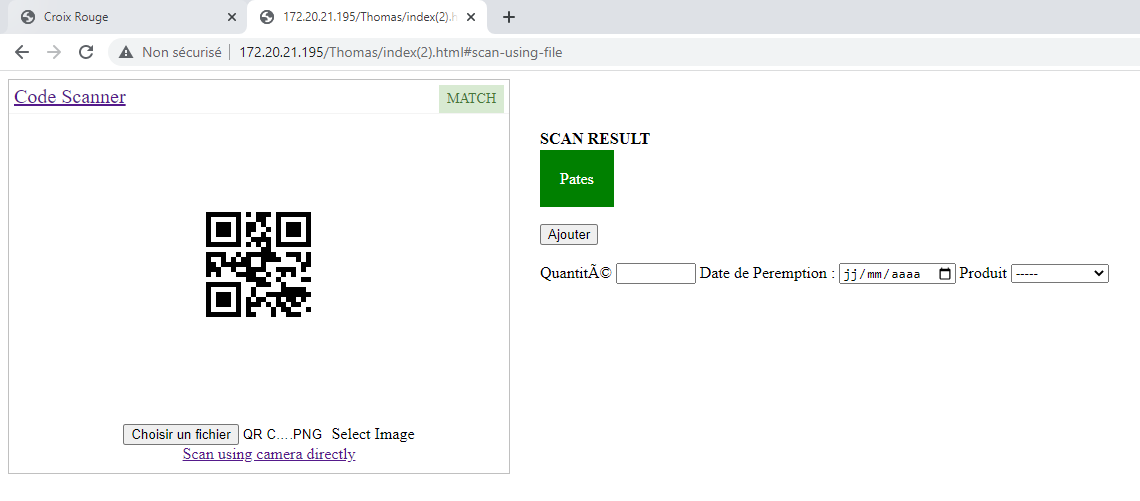 Croix Rouge
172.20.21.195/Thomas/index(2).h
Non sécurisé 172.20.21.195/Thomas/index(2).html#scan-using-file
Code Scanner MATCH
SCAN RESULT
Pates
Ajouter
QuantitÃ© Date de Peremption : jj/mm/aaaa Produit -----
Choisir un fichier QR C....PNG Select Image
Scan using camera directly